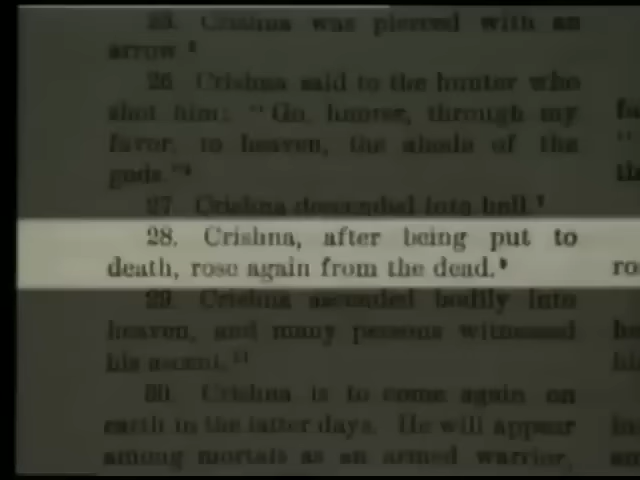 25. Crishna was pierced with an
arrow.
26 Crishna said to the hunter who
shot him: "Go, hunter, through my
favor, to heaven, the abode of the
gods."
27 Crishna descended into hell.
28. Crishna, after being put to
death, rose again from the dead.
29. Crishna ascended bodily into
heaven, and many persons witnessed
his ascent.
30. Crishna is to come again on
earth in the latter days. He will appear
among mortals as an armed warrior,